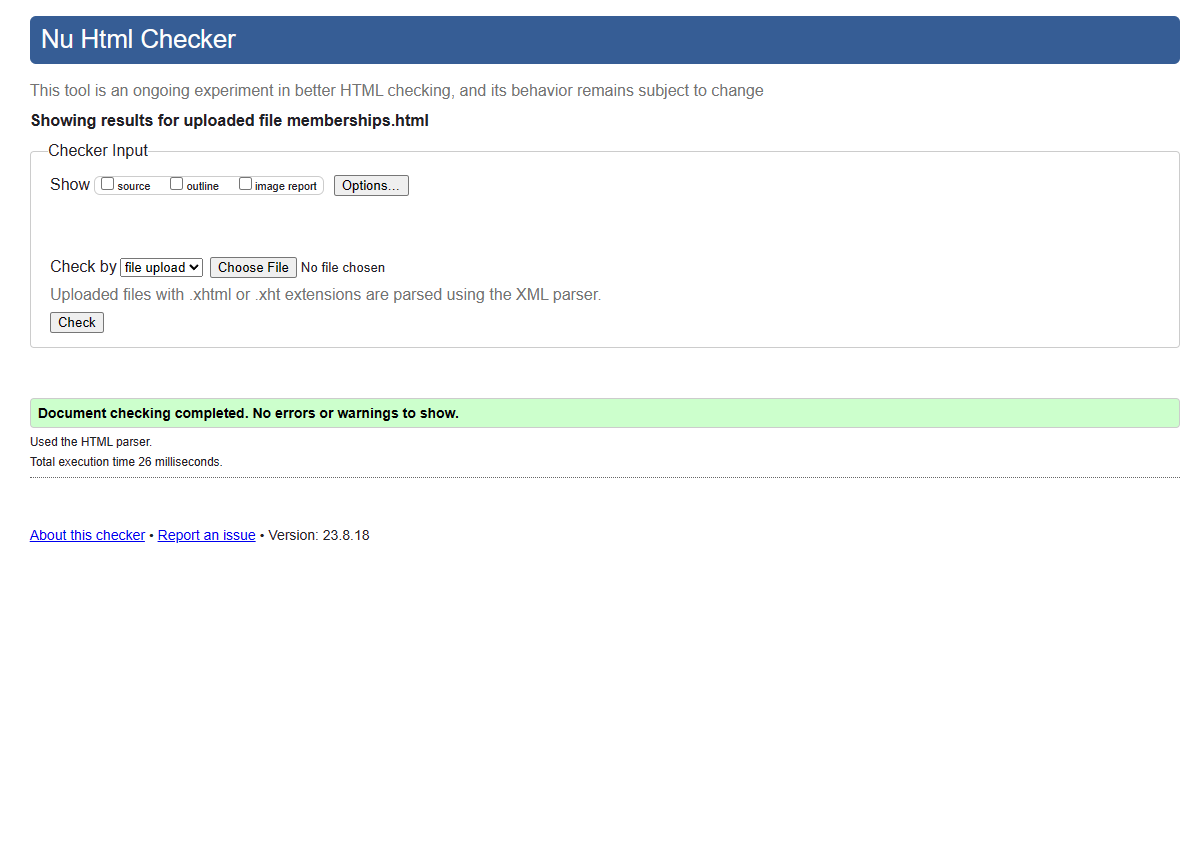 Nu Html Checker
This tool is an ongoing experiment in better HTML checking, and its behavior remains subject to change
Showing results for uploaded file memberships.html
Checker Input
Show source outline image report Options...
Check by file upload Choose File No file chosen
Uploaded files with .xhtml or .xht extensions are parsed using the XML parser.
Check
Document checking completed. No errors or warnings to show.
Used the HTML parser.
Total execution time 26 milliseconds.
About this checker • Report an issue • Version: 23.8.18